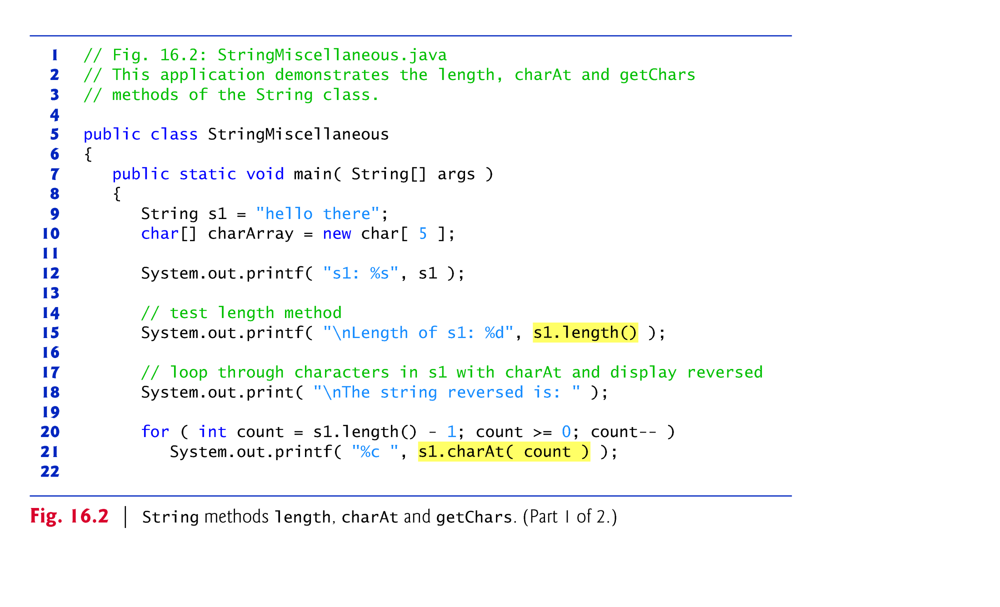 1 // Fig. 16.2: StringMiscellaneous.java
2 // This application demonstrates the length, charAt and getChars
3 // methods of the String class.
4
5 public class StringMiscellaneous
6 {
7    public static void main( String[] args )
8    {
9       String s1 = "hello there";
10       char[] charArray = new char[ 5 ];
11
12       System.out.printf( "s1: %s", s1 );
13
14       // test length method
15       System.out.printf( "\nLength of s1: %d", s1.length() );
16
17       // loop through characters in s1 with charAt and display reversed
18       System.out.print( "\nThe string reversed is: " );
19
20       for ( int count = s1.length() - 1; count >= 0; count-- )
21          System.out.printf( "%c ", s1.charAt( count ) );
22
Fig. 16.2 | String methods length, charAt and getChars. (Part 1 of 2.)